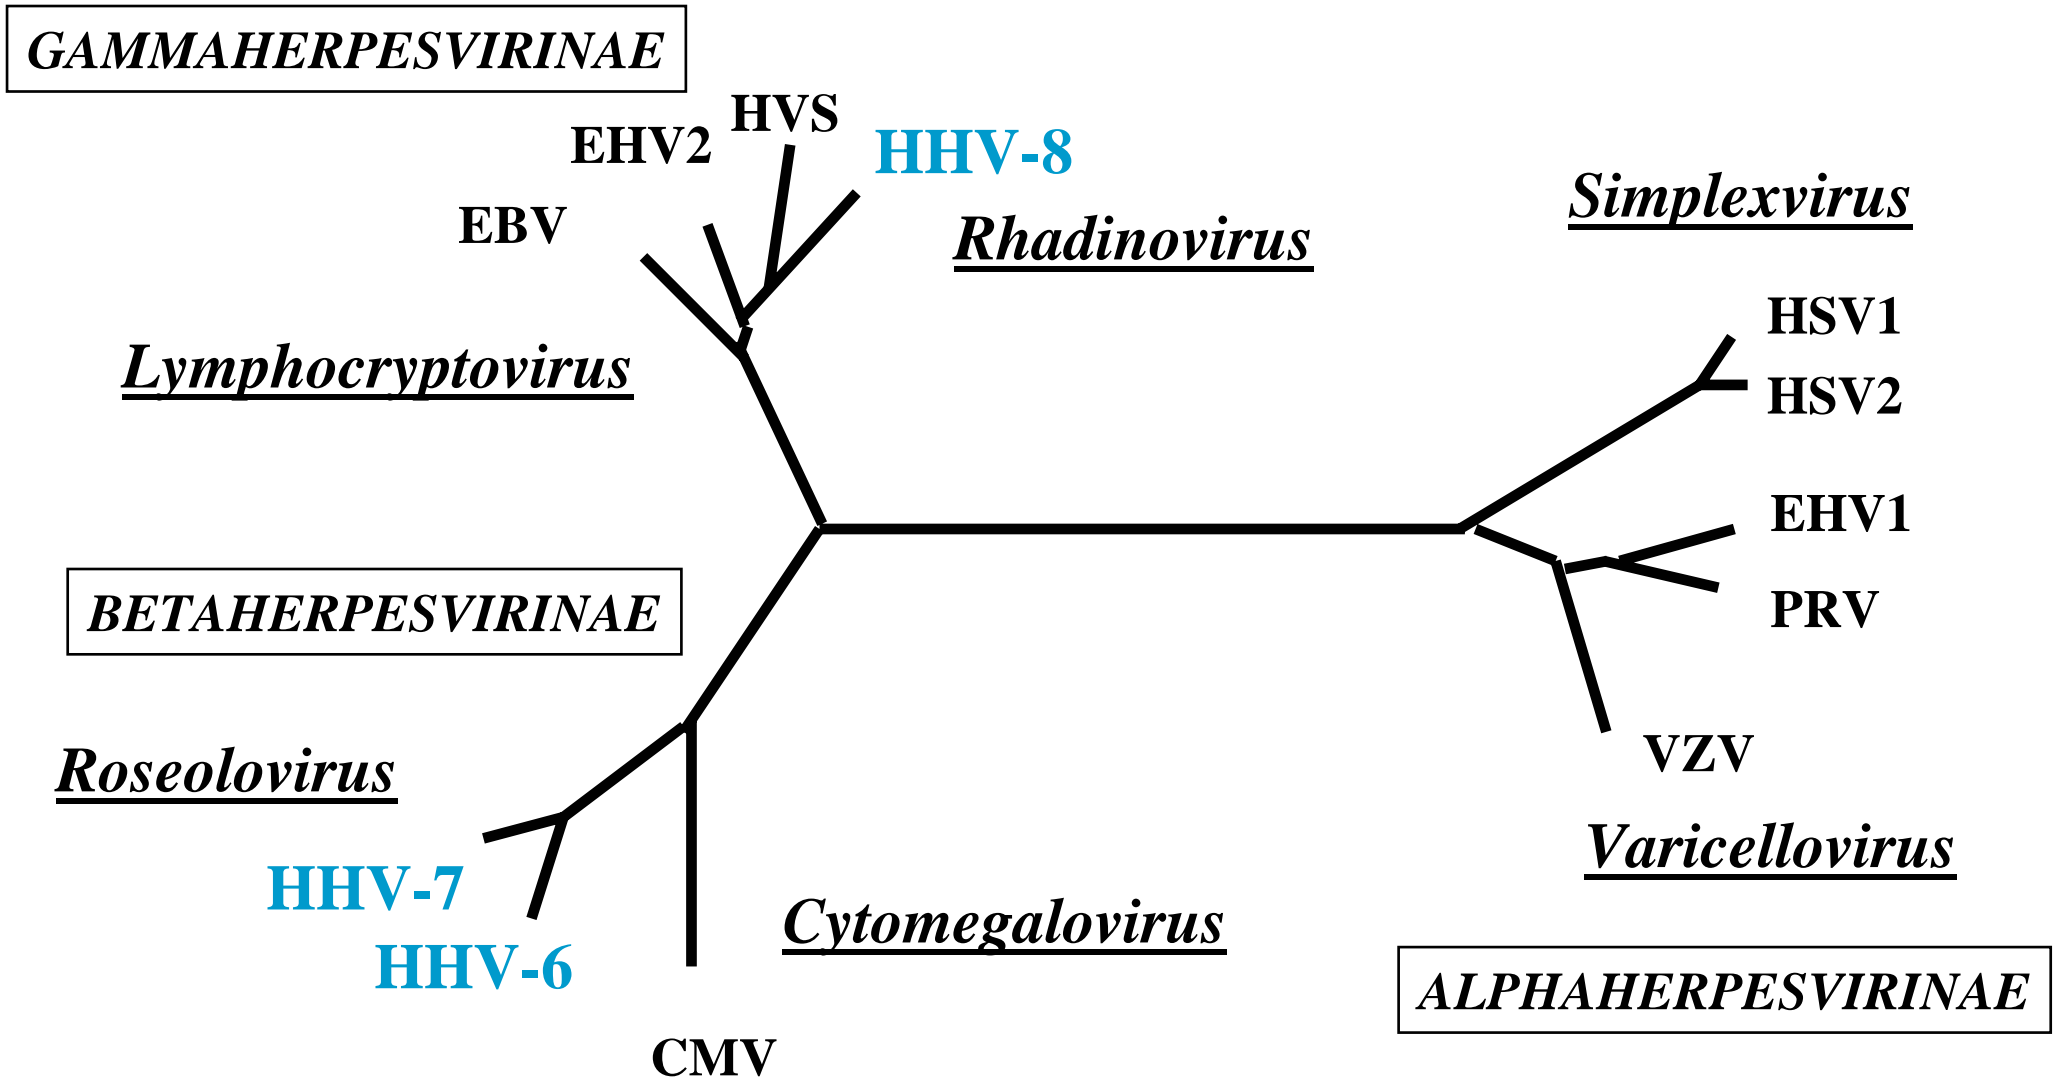 GAMMAHERPESVIRINAE
HVS
EHV2
HHV-8
EBV
Rhadinovirus
Simplexvirus
Lymphocryptovirus
HSV1
HSV2
EHV1
PRV
BETAHERPESVIRINAE
VZV
Roseolovirus
Varicellovirus
HHV-7
HHV-6
Cytomegalovirus
ALPHAHERPESVIRINAE
CMV